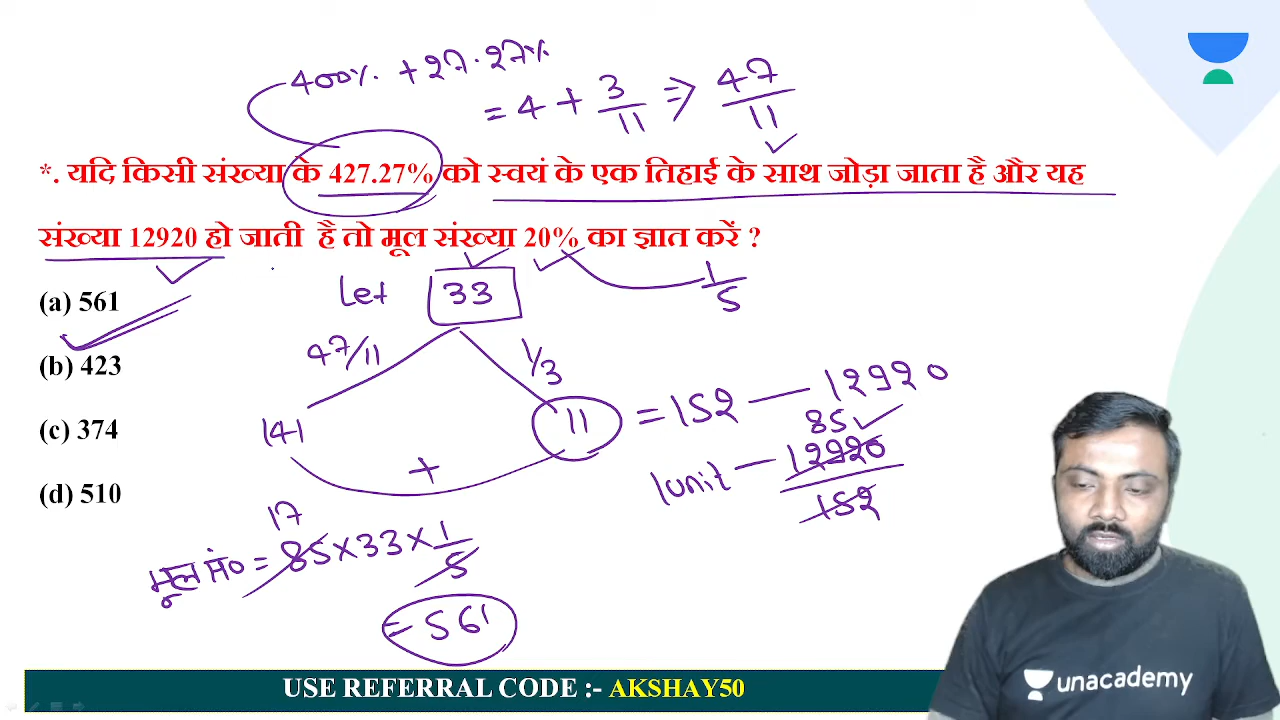 400% + 27.27%
= 4 + 3/11 => 47/11
*. यदि किसी संख्या के 427.27% को स्वयं के एक तिहाई के साथ जोड़ा जाता है और यह
संख्या 12920 हो जाती है तो मूल संख्या 20% का ज्ञात करें ?
Let 33
1/5
(a) 561
47/11
1/3
(b) 423
141
11
= 152 — 12920
(c) 374
85
1unit — 12920/152
(d) 510
+
17
मूल सं० = 85 × 33 × 1/5
= 561
USE REFERRAL CODE :- AKSHAY50
unacademy